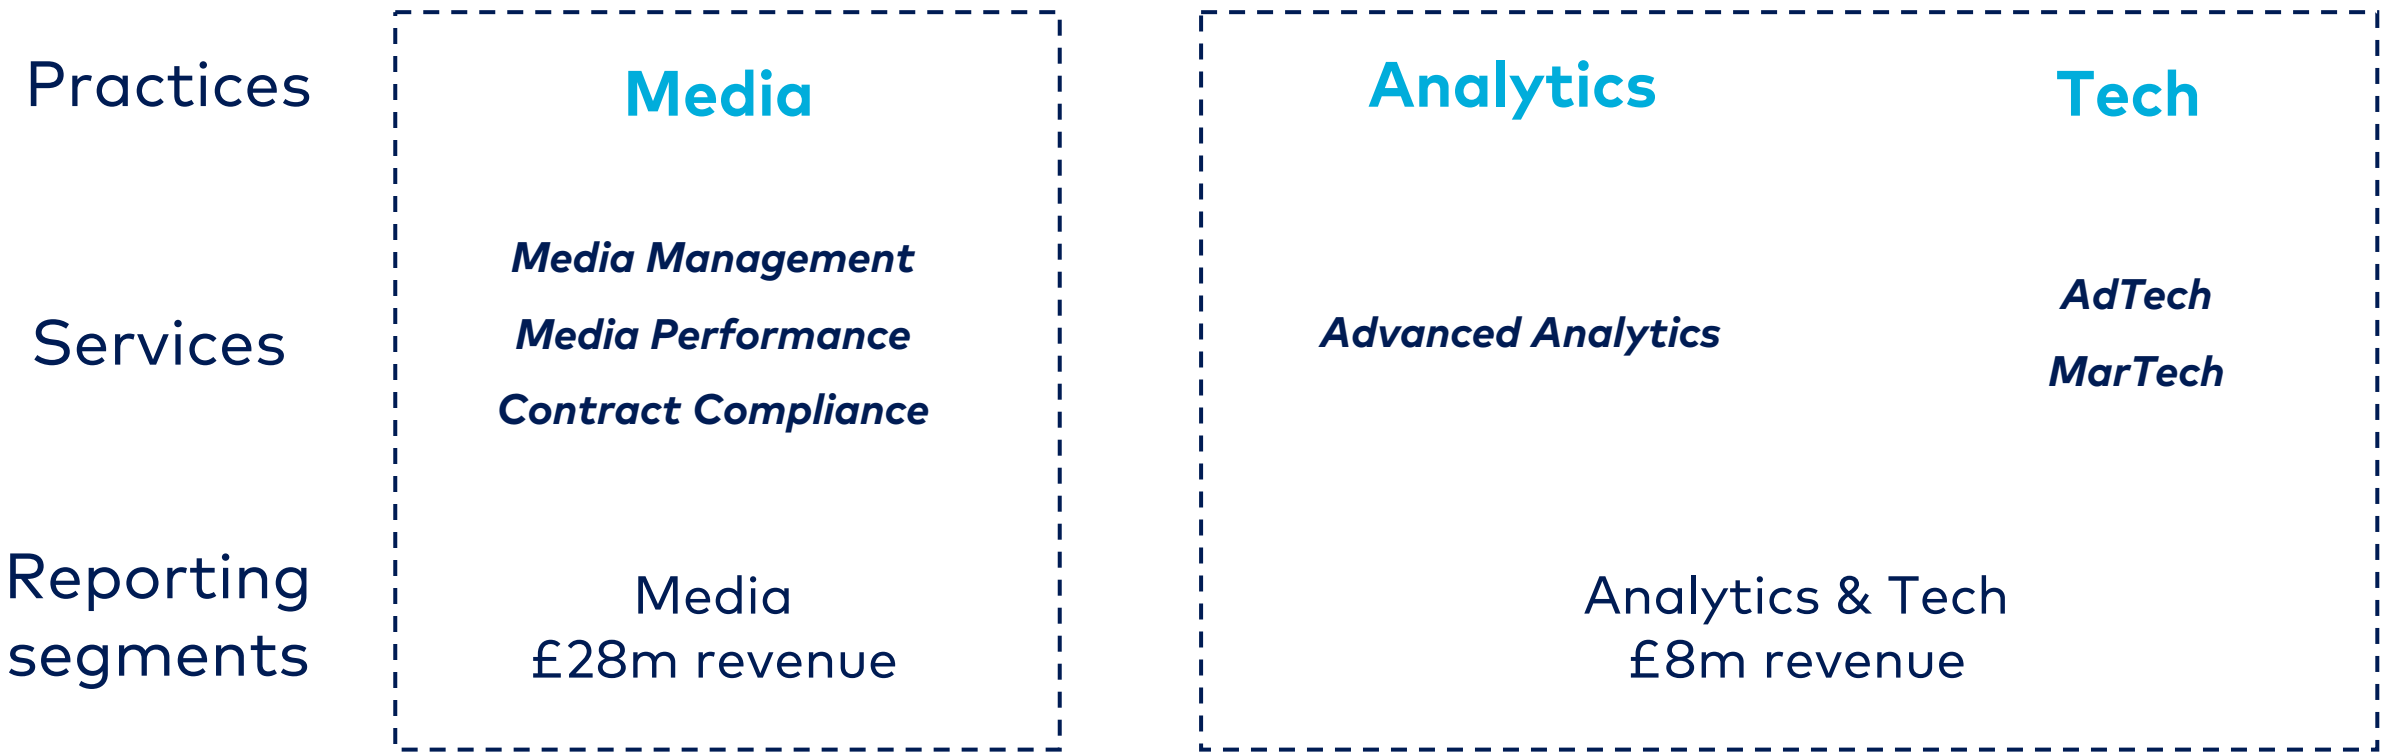 Practices
Media
Analytics
Tech
Services
Media Management
Media Performance
Contract Compliance
Advanced Analytics
AdTech
MarTech
Reporting
segments
Media
£28m revenue
Analytics & Tech
£8m revenue